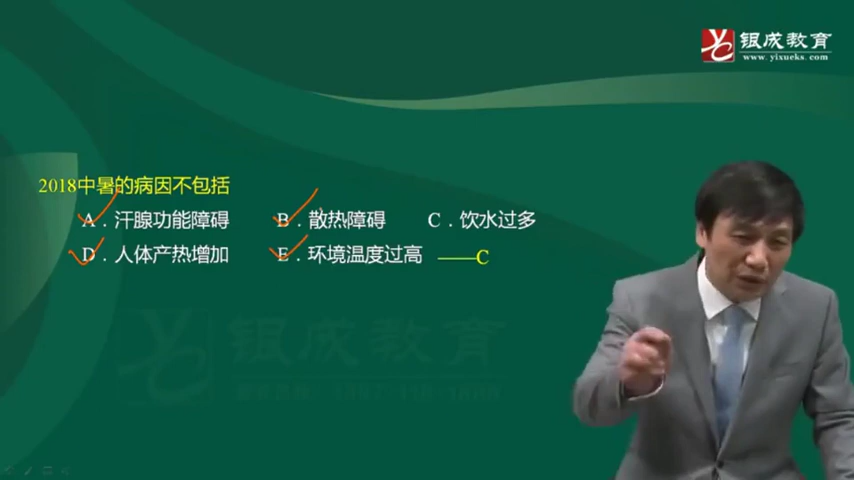 银成教育
www.yixueks.com
2018中暑的病因不包括
A．汗腺功能障碍 B．散热障碍 C．饮水过多
D．人体产热增加 E．环境温度过高 ——C
银成教育